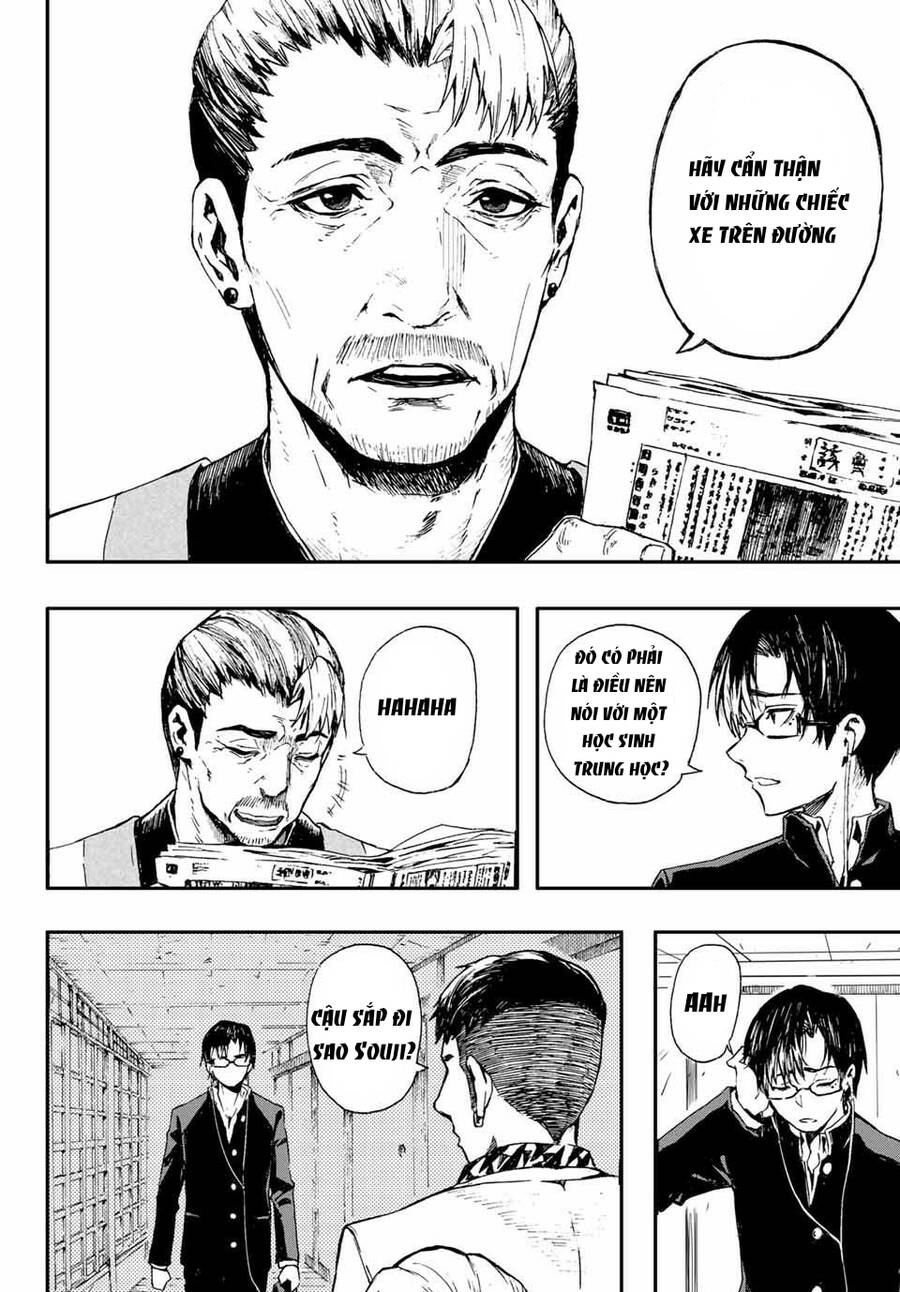 HÃY CẨN THẬN
VỚI NHỮNG CHIẾC
XE TRÊN ĐƯỜNG
ĐÓ CÓ PHẢI
LÀ ĐIỀU NÊN
NÓI VỚI MỘT
HỌC SINH
TRUNG HỌC?
HAHAHA
AAH
CẬU SẮP ĐI
SAO SOUJI?